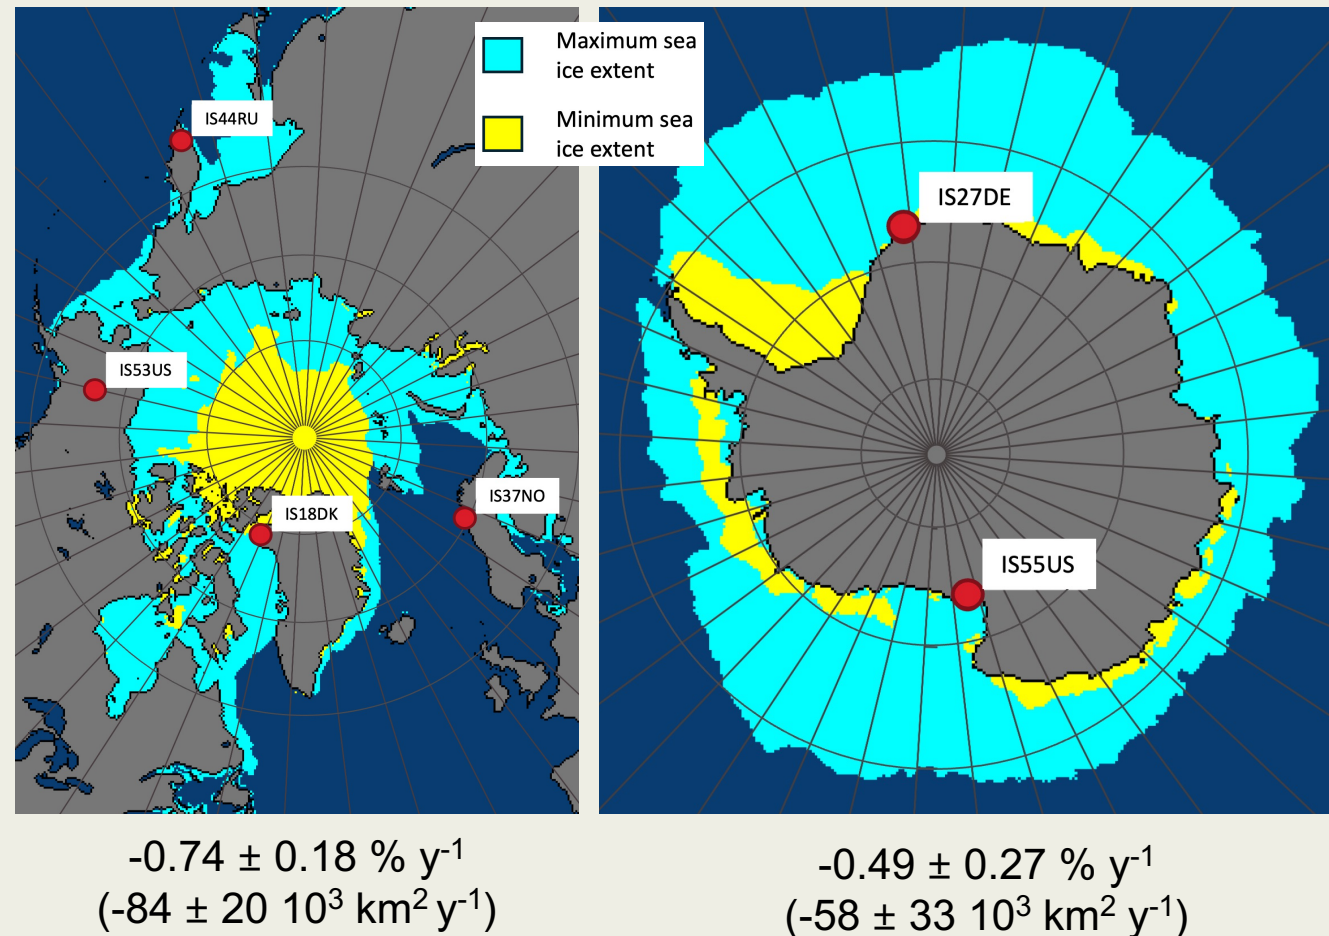 Maximum sea
ice extent
Minimum sea
ice extent
IS44RU
IS53US
IS18DK
IS37NO
IS27DE
IS55US
-0.74 ± 0.18 % y⁻¹
(-84 ± 20 10³ km² y⁻¹)
-0.49 ± 0.27 % y⁻¹
(-58 ± 33 10³ km² y⁻¹)